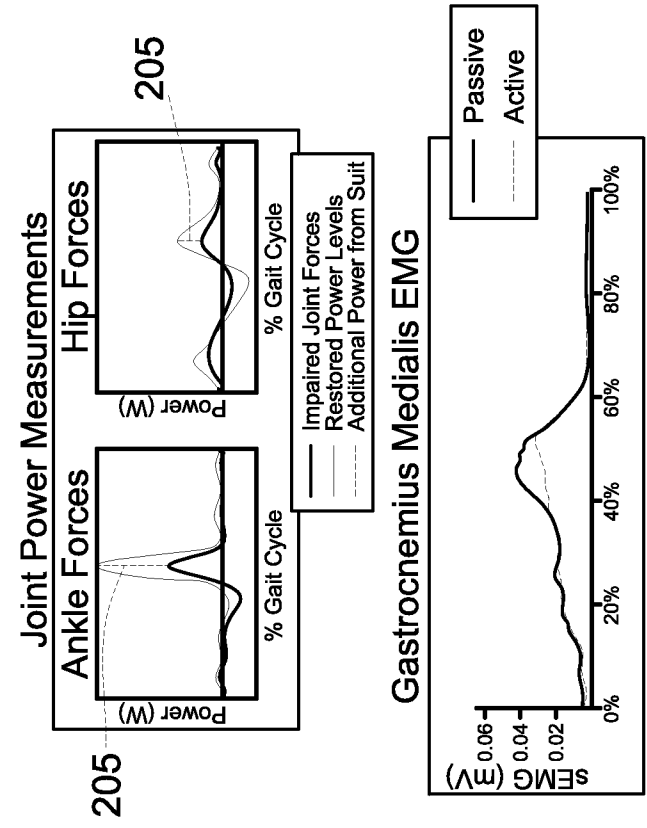 Joint Power Measurements
Ankle Forces
Hip Forces
205
205
Power (W)
Power (W)
% Gait Cycle
% Gait Cycle
Impaired Joint Forces
Restored Power Levels
Additional Power from Suit
Gastrocnemius Medialis EMG
Passive
Active
sEMG (mV)
0.06
0.04
0.02
0%
20%
40%
60%
80%
100%